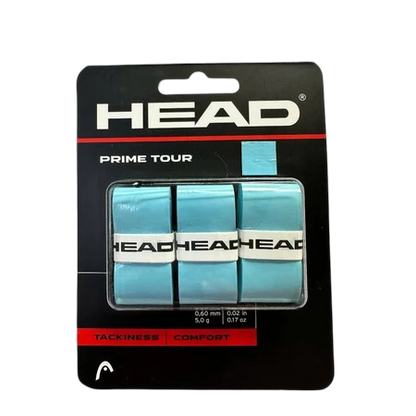 HEAD®
PRIME TOUR
HEAD HEAD HEAD
0,60 mm 0.02 in
5,0 g 0.17 oz
TACKINESS COMFORT